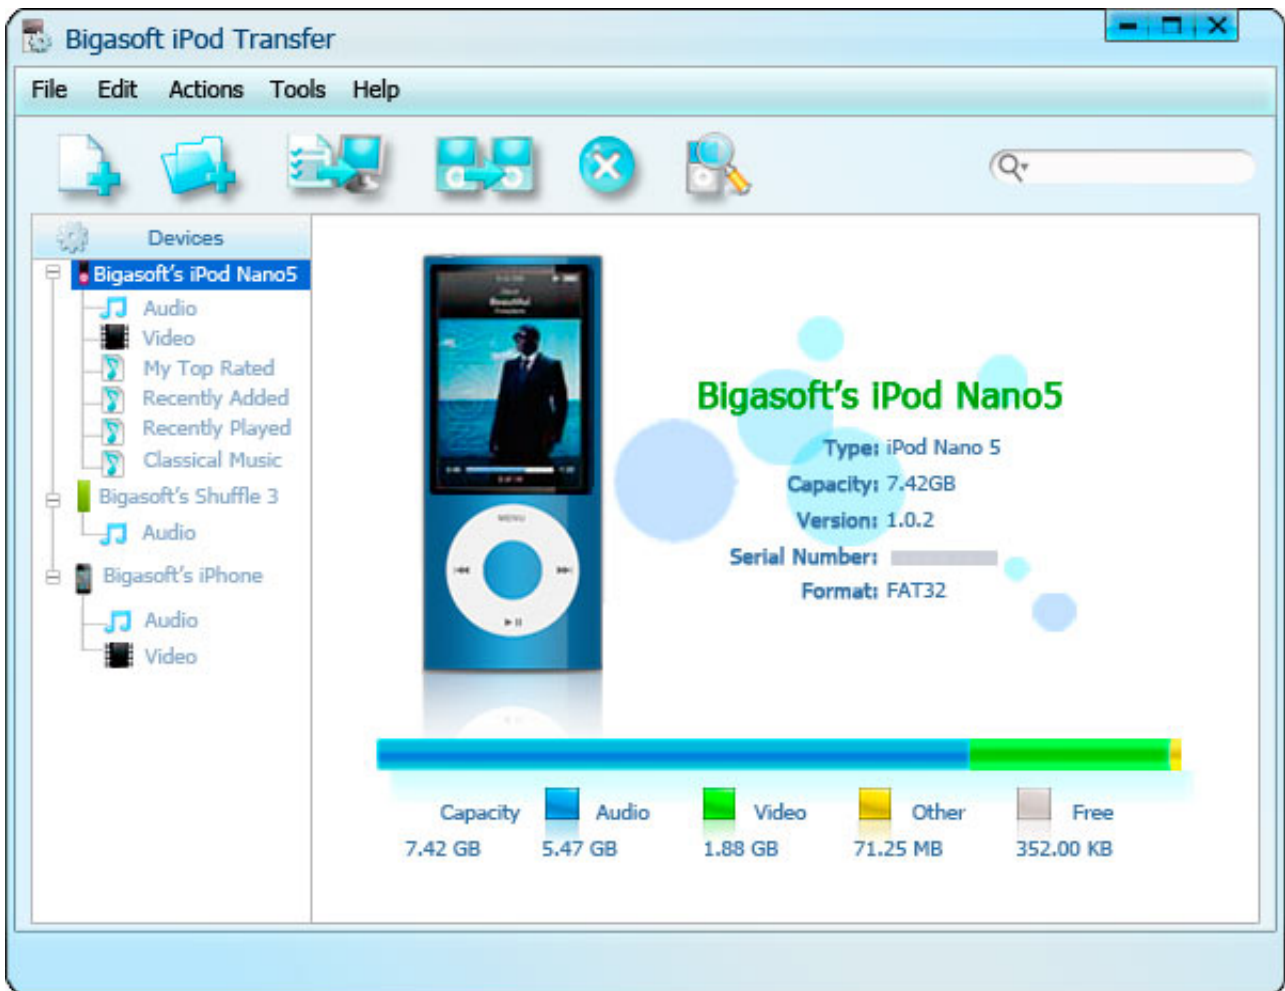 Bigasoft iPod Transfer
File Edit Actions Tools Help
Devices
Bigasoft's iPod Nano5
Audio
Video
My Top Rated
Recently Added
Recently Played
Classical Music
Bigasoft's Shuffle 3
Audio
Bigasoft's iPhone
Audio
Video
Beautiful
MENU
Bigasoft's iPod Nano5
Type: iPod Nano 5
Capacity: 7.42GB
Version: 1.0.2
Serial Number:
Format: FAT32
Capacity Audio Video Other Free
7.42 GB 5.47 GB 1.88 GB 71.25 MB 352.00 KB